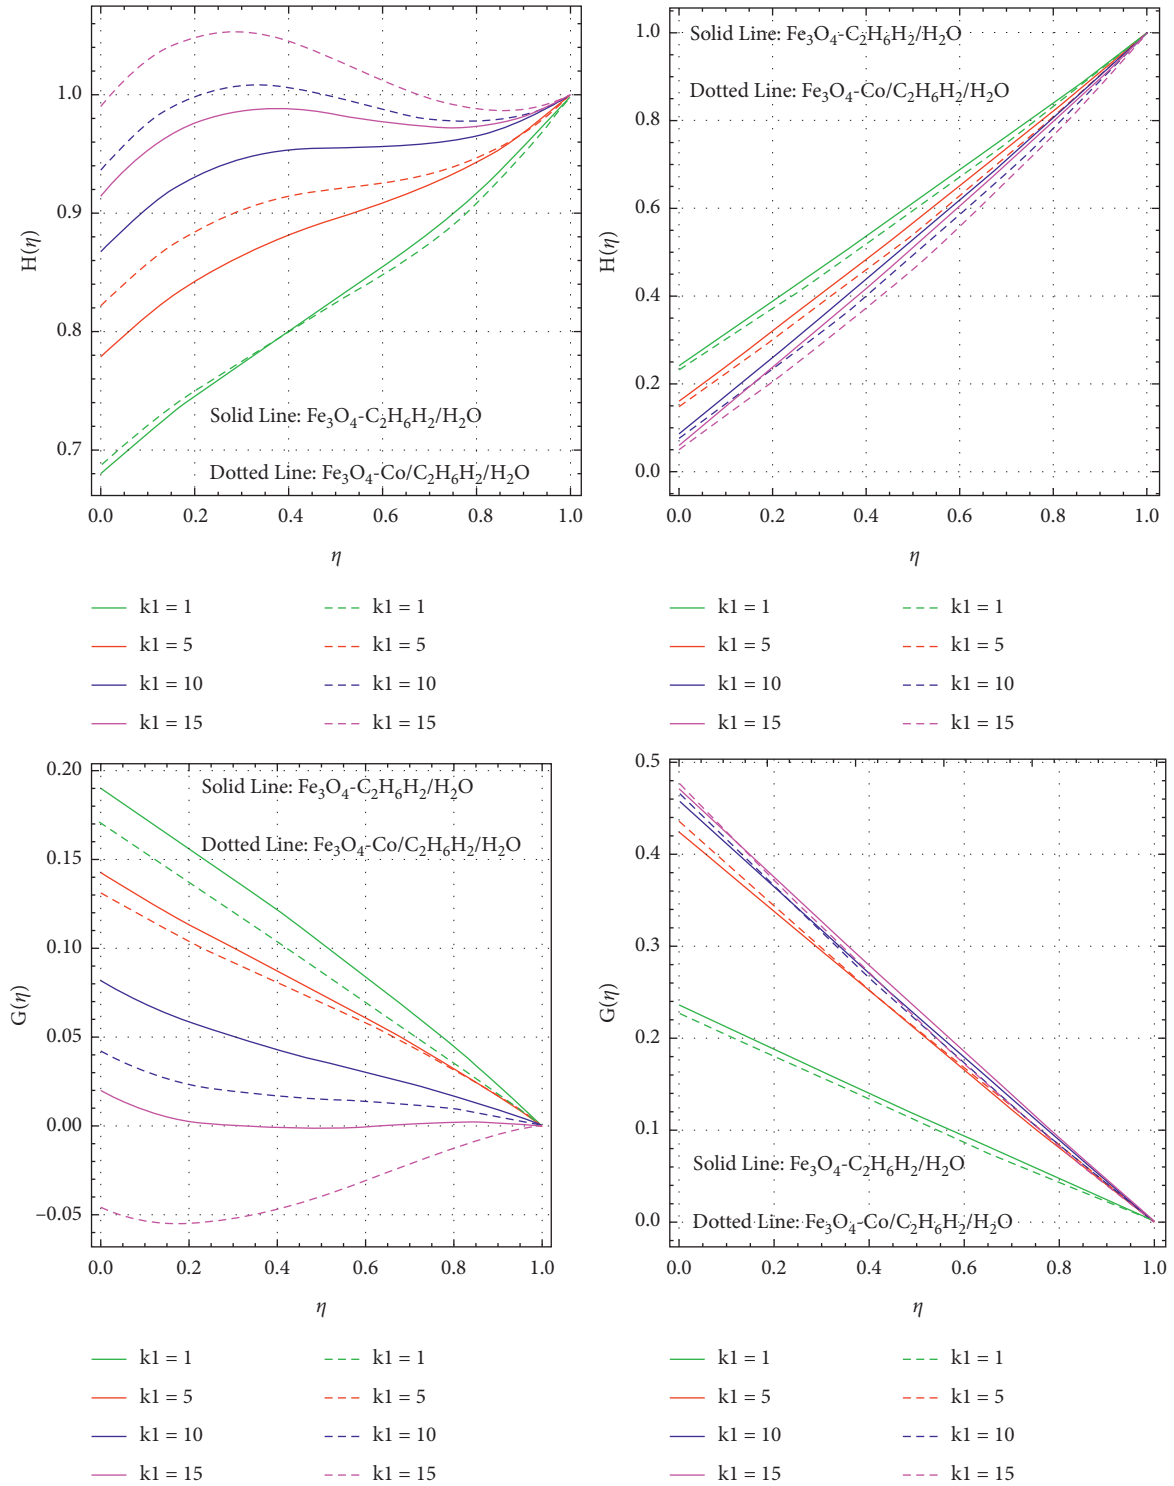 1.0
0.9
0.8
0.7
H(η)
Solid Line: Fe₃O₄-C₂H₆H₂/H₂O
Dotted Line: Fe₃O₄-Co/C₂H₆H₂/H₂O
0.0 0.2 0.4 0.6 0.8 1.0
η
k1 = 1 k1 = 1
k1 = 5 k1 = 5
k1 = 10 k1 = 10
k1 = 15 k1 = 15
1.0
0.8
0.6
0.4
0.2
0.0
H(η)
Solid Line: Fe₃O₄-C₂H₆H₂/H₂O
Dotted Line: Fe₃O₄-Co/C₂H₆H₂/H₂O
0.0 0.2 0.4 0.6 0.8 1.0
η
k1 = 1 k1 = 1
k1 = 5 k1 = 5
k1 = 10 k1 = 10
k1 = 15 k1 = 15
0.20
0.15
0.10
0.05
0.00
–0.05
G(η)
Solid Line: Fe₃O₄-C₂H₆H₂/H₂O
Dotted Line: Fe₃O₄-Co/C₂H₆H₂/H₂O
0.0 0.2 0.4 0.6 0.8 1.0
η
k1 = 1 k1 = 1
k1 = 5 k1 = 5
k1 = 10 k1 = 10
k1 = 15 k1 = 15
0.5
0.4
0.3
0.2
0.1
0.0
G(η)
Solid Line: Fe₃O₄-C₂H₆H₂/H₂O
Dotted Line: Fe₃O₄-Co/C₂H₆H₂/H₂O
0.0 0.2 0.4 0.6 0.8 1.0
η
k1 = 1 k1 = 1
k1 = 5 k1 = 5
k1 = 10 k1 = 10
k1 = 15 k1 = 15